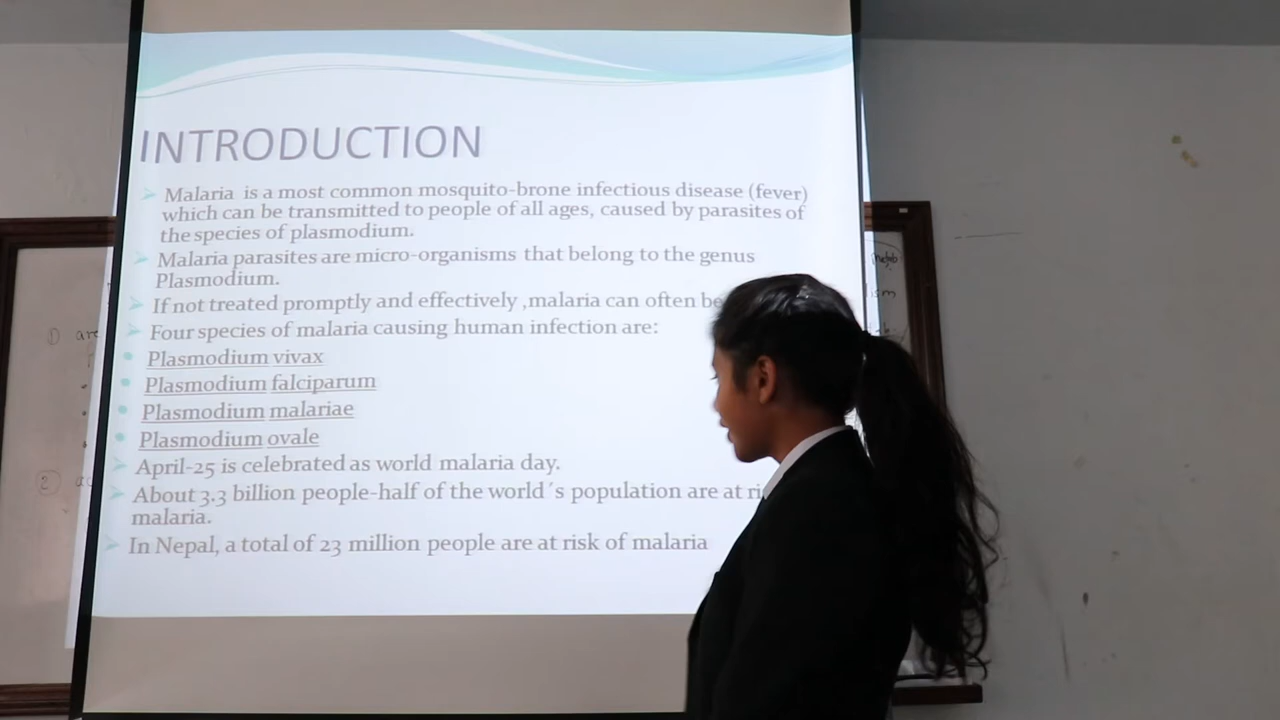 INTRODUCTION
Malaria is a most common mosquito-brone infectious disease (fever)
which can be transmitted to people of all ages, caused by parasites of
the species of plasmodium.
Malaria parasites are micro-organisms that belong to the genus
Plasmodium.
If not treated promptly and effectively ,malaria can often be
Four species of malaria causing human infection are:
Plasmodium vivax
Plasmodium falciparum
Plasmodium malariae
Plasmodium ovale
April-25 is celebrated as world malaria day.
About 3.3 billion people-half of the world´s population are at
malaria.
In Nepal, a total of 23 million people are at risk of malaria
1) are
2